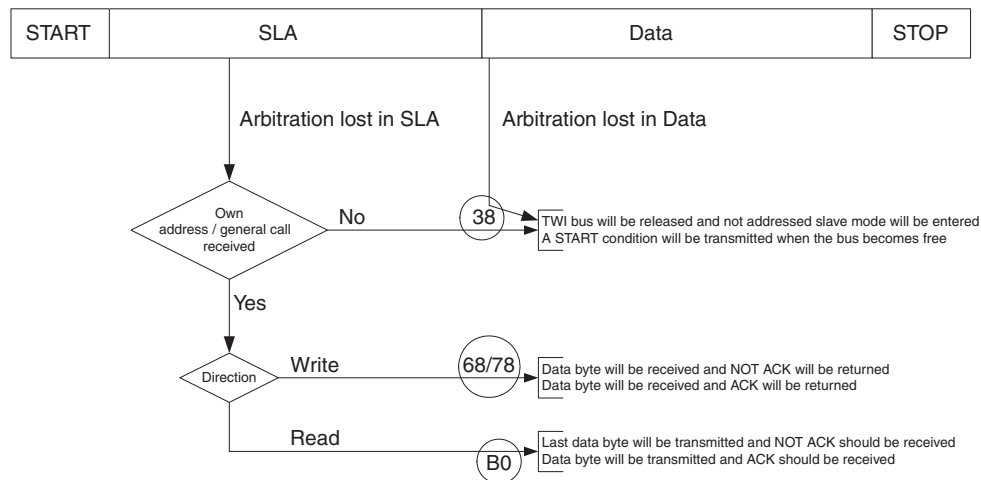 START SLA Data STOP
Arbitration lost in SLA Arbitration lost in Data
Own
address / general call
received
No
38
TWI bus will be released and not addressed slave mode will be entered
A START condition will be transmitted when the bus becomes free
Yes
Direction
Write
68/78
Data byte will be received and NOT ACK will be returned
Data byte will be received and ACK will be returned
Read
B0
Last data byte will be transmitted and NOT ACK should be received
Data byte will be transmitted and ACK should be received